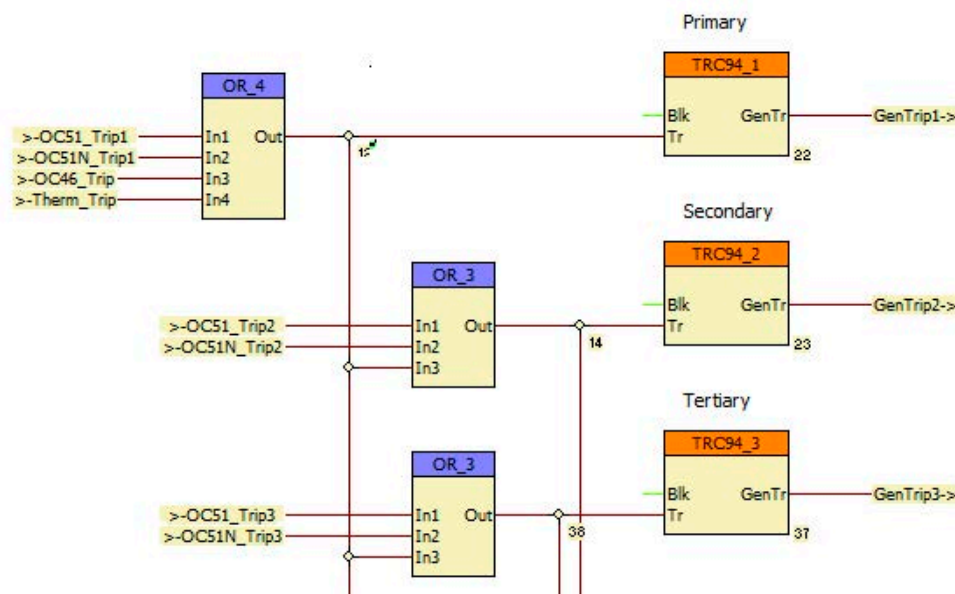 Primary
TRC94_1
OR_4
Blk GenTr GenTrip1->
>-OC51_Trip1 In1 Out Tr
>-OC51N_Trip1 In2 22
>-OC46_Trip In3
>-Therm_Trip In4
Secondary
TRC94_2
OR_3
Blk GenTr GenTrip2->
>-OC51_Trip2 In1 Out Tr
>-OC51N_Trip2 In2 14 23
In3
Tertiary
TRC94_3
OR_3
Blk GenTr GenTrip3->
>-OC51_Trip3 In1 Out Tr
>-OC51N_Trip3 In2 38 37
In3